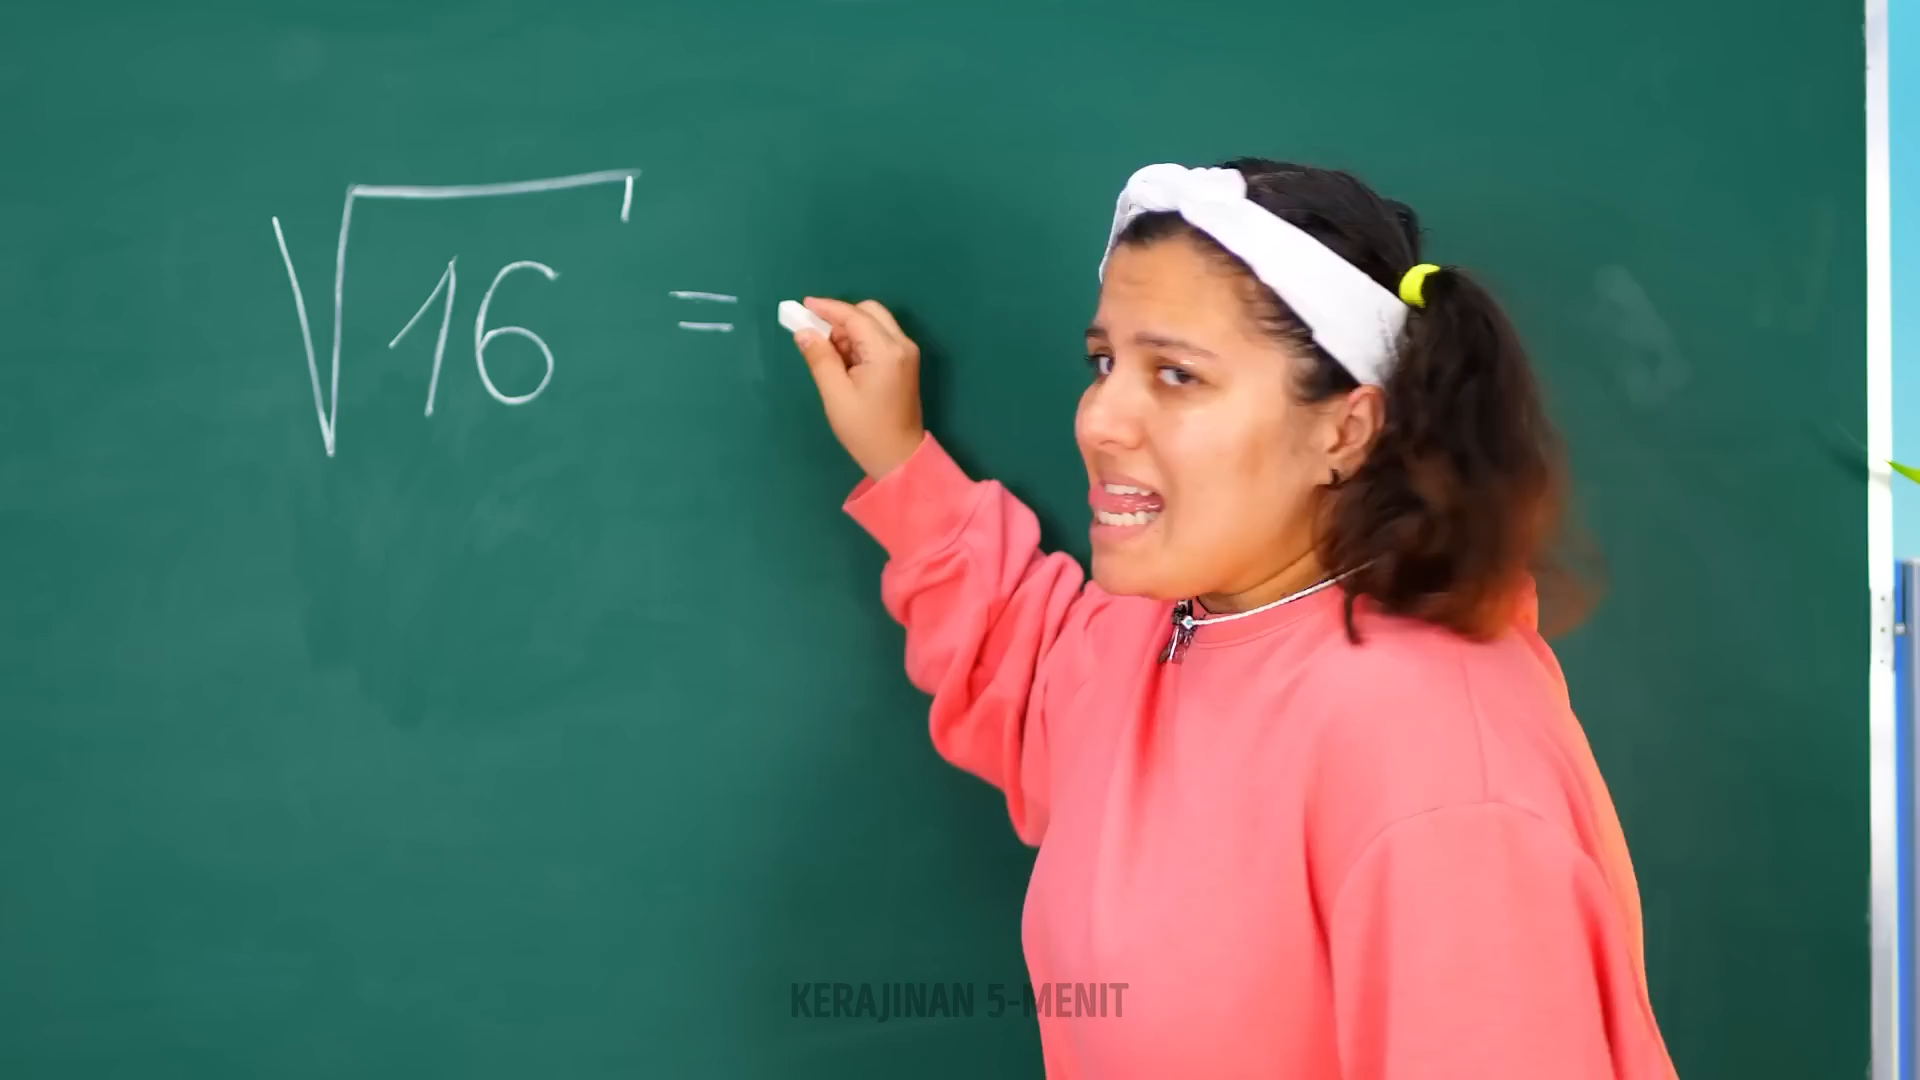 √16 =
KERAJINAN 5-MENIT